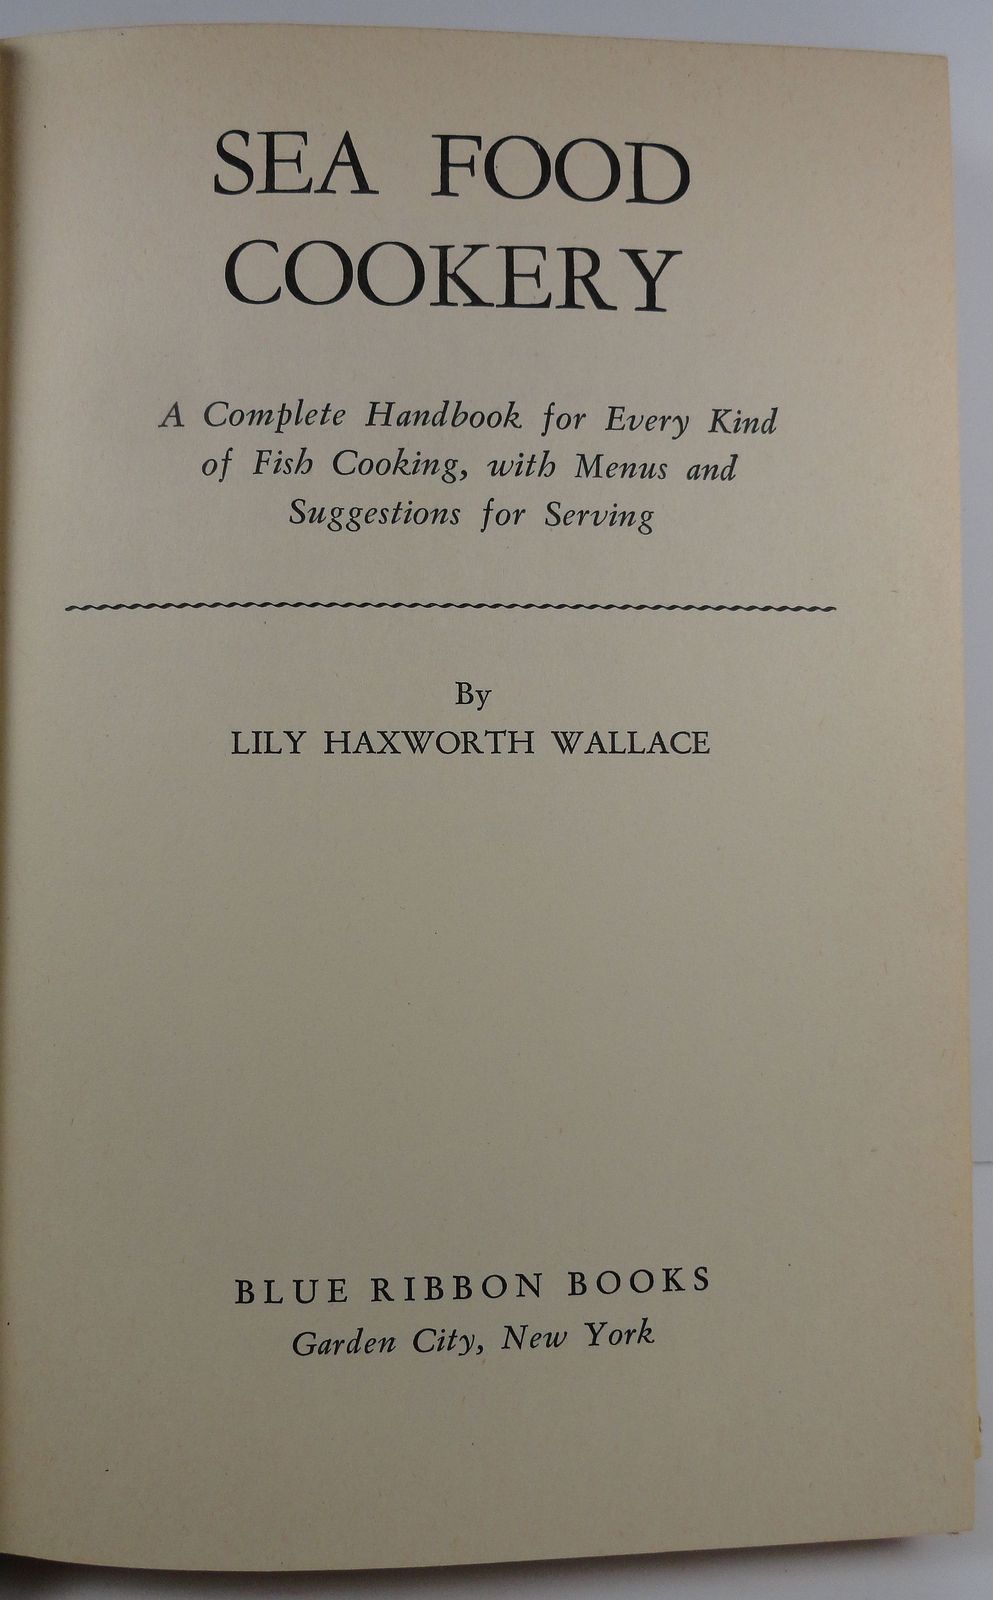 SEA FOOD
COOKERY
A Complete Handbook for Every Kind
of Fish Cooking, with Menus and
Suggestions for Serving
By
LILY HAXWORTH WALLACE
BLUE RIBBON BOOKS
Garden City, New York